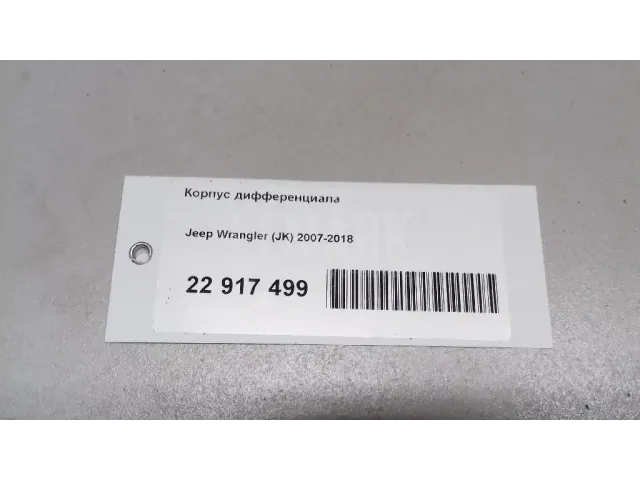 Корпус дифференциала
Jeep Wrangler (JK) 2007-2018
22 917 499